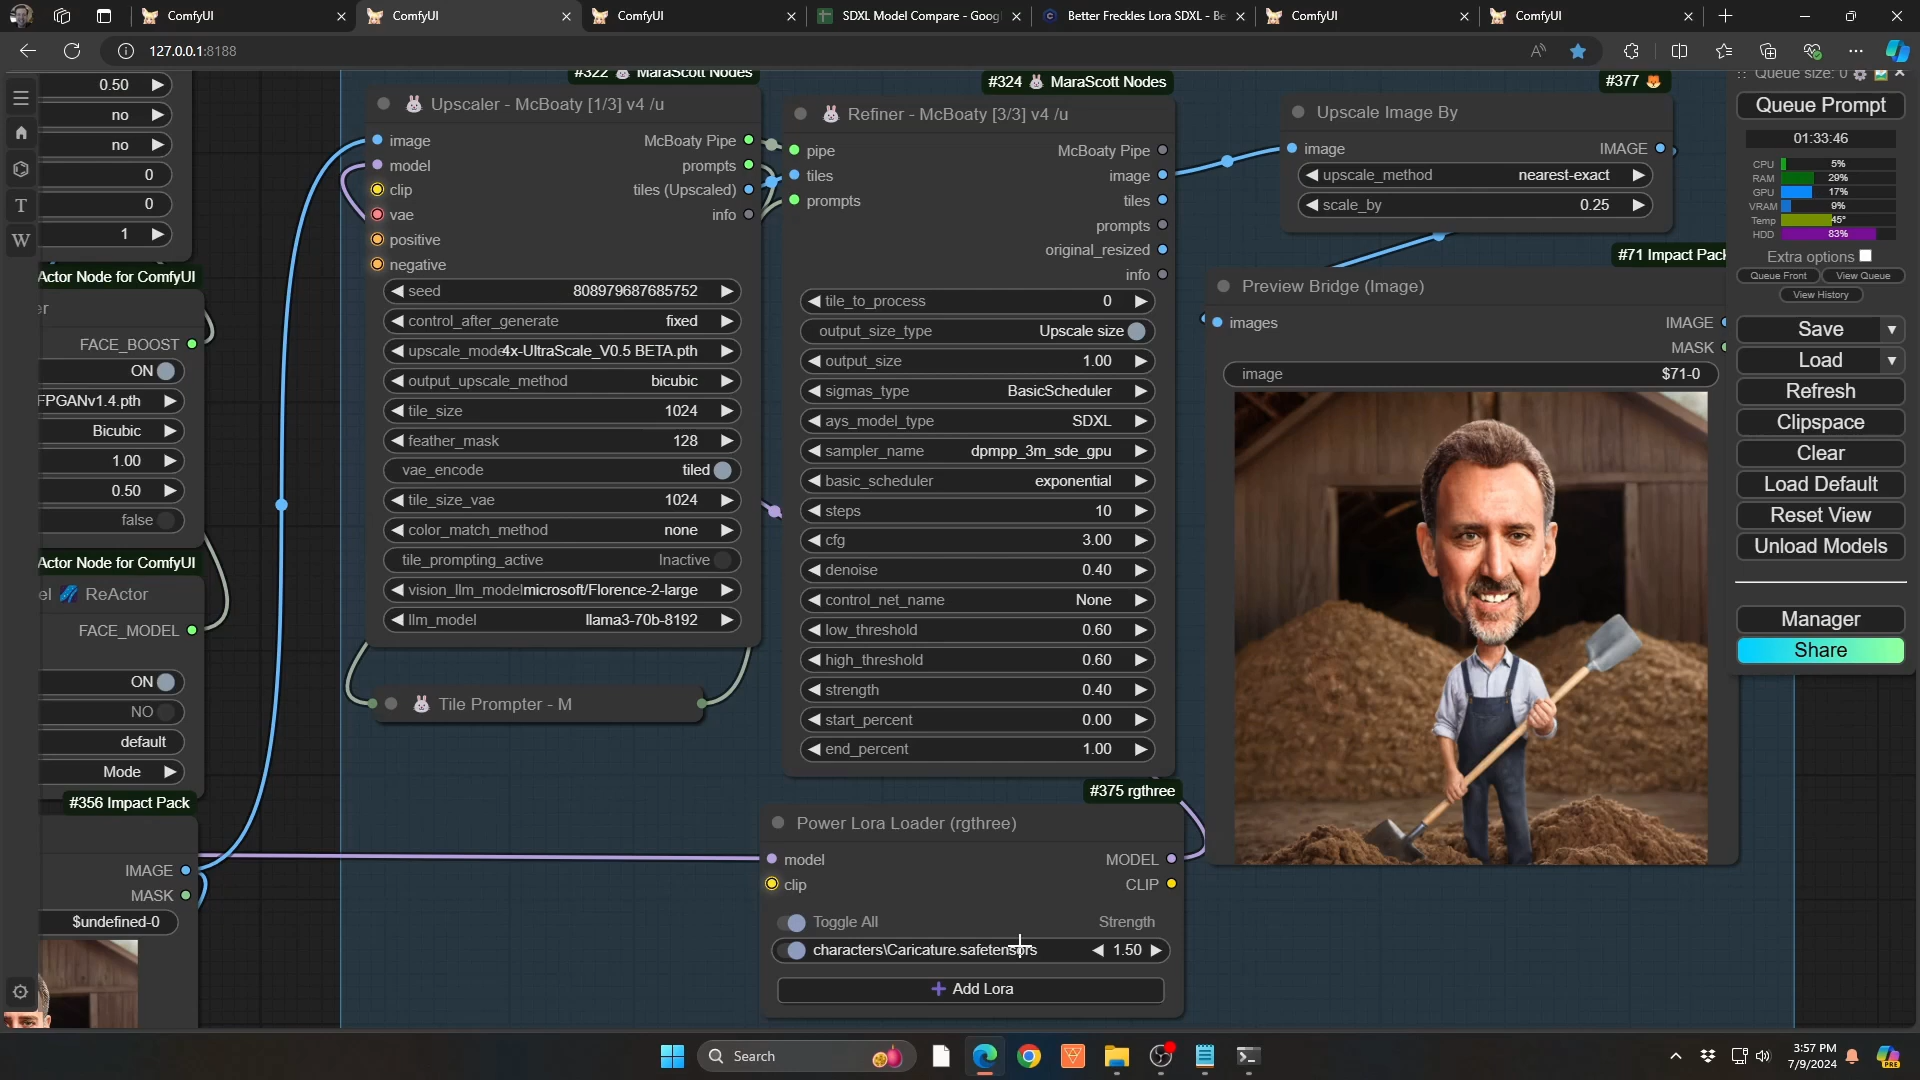 ComfyUI
ComfyUI
ComfyUI
SDXL Model Compare - Goog
Better Freckles Lora SDXL - Be
ComfyUI
ComfyUI
127.0.0.1:8188
0.50
no
no
0
0
1
Actor Node for ComfyUI
er
FACE_BOOST
ON
FPGANv1.4.pth
Bicubic
1.00
0.50
false
Actor Node for ComfyUI
el ReActor
FACE_MODEL
ON
NO
default
Mode
#356 Impact Pack
IMAGE
MASK
$undefined-0
T
W
#322 MaraScott Nodes
Upscaler - McBoaty [1/3] v4 /u
image McBoaty Pipe
model prompts
clip tiles (Upscaled)
vae info
positive
negative
seed 808979687685752
control_after_generate fixed
upscale_mode4x-UltraScale_V0.5 BETA.pth
output_upscale_method bicubic
tile_size 1024
feather_mask 128
vae_encode tiled
tile_size_vae 1024
color_match_method none
tile_prompting_active Inactive
vision_llm_modelmicrosoft/Florence-2-large
llm_model llama3-70b-8192
Tile Prompter - M
#324 MaraScott Nodes
Refiner - McBoaty [3/3] v4 /u
pipe McBoaty Pipe
tiles image
prompts tiles
prompts
original_resized
info
tile_to_process 0
output_size_type Upscale size
output_size 1.00
sigmas_type BasicScheduler
ays_model_type SDXL
sampler_name dpmpp_3m_sde_gpu
basic_scheduler exponential
steps 10
cfg 3.00
denoise 0.40
control_net_name None
low_threshold 0.60
high_threshold 0.60
strength 0.40
start_percent 0.00
end_percent 1.00
#375 rgthree
Power Lora Loader (rgthree)
model MODEL
clip CLIP
Toggle All Strength
characters\Caricature.safetensors 1.50
Add Lora
#377
Upscale Image By
image IMAGE
upscale_method nearest-exact
scale_by 0.25
#71 Impact Pack
Preview Bridge (Image)
images IMAGE
MASK
image $71-0
Queue size: 0
Queue Prompt
01:33:46
CPU 5%
RAM 29%
GPU 17%
VRAM 9%
Temp 45°
HDD 83%
Extra options
Queue Front View Queue
View History
Save
Load
Refresh
Clipspace
Clear
Load Default
Reset View
Unload Models
Manager
Share
Search
3:57 PM
7/9/2024
PRE